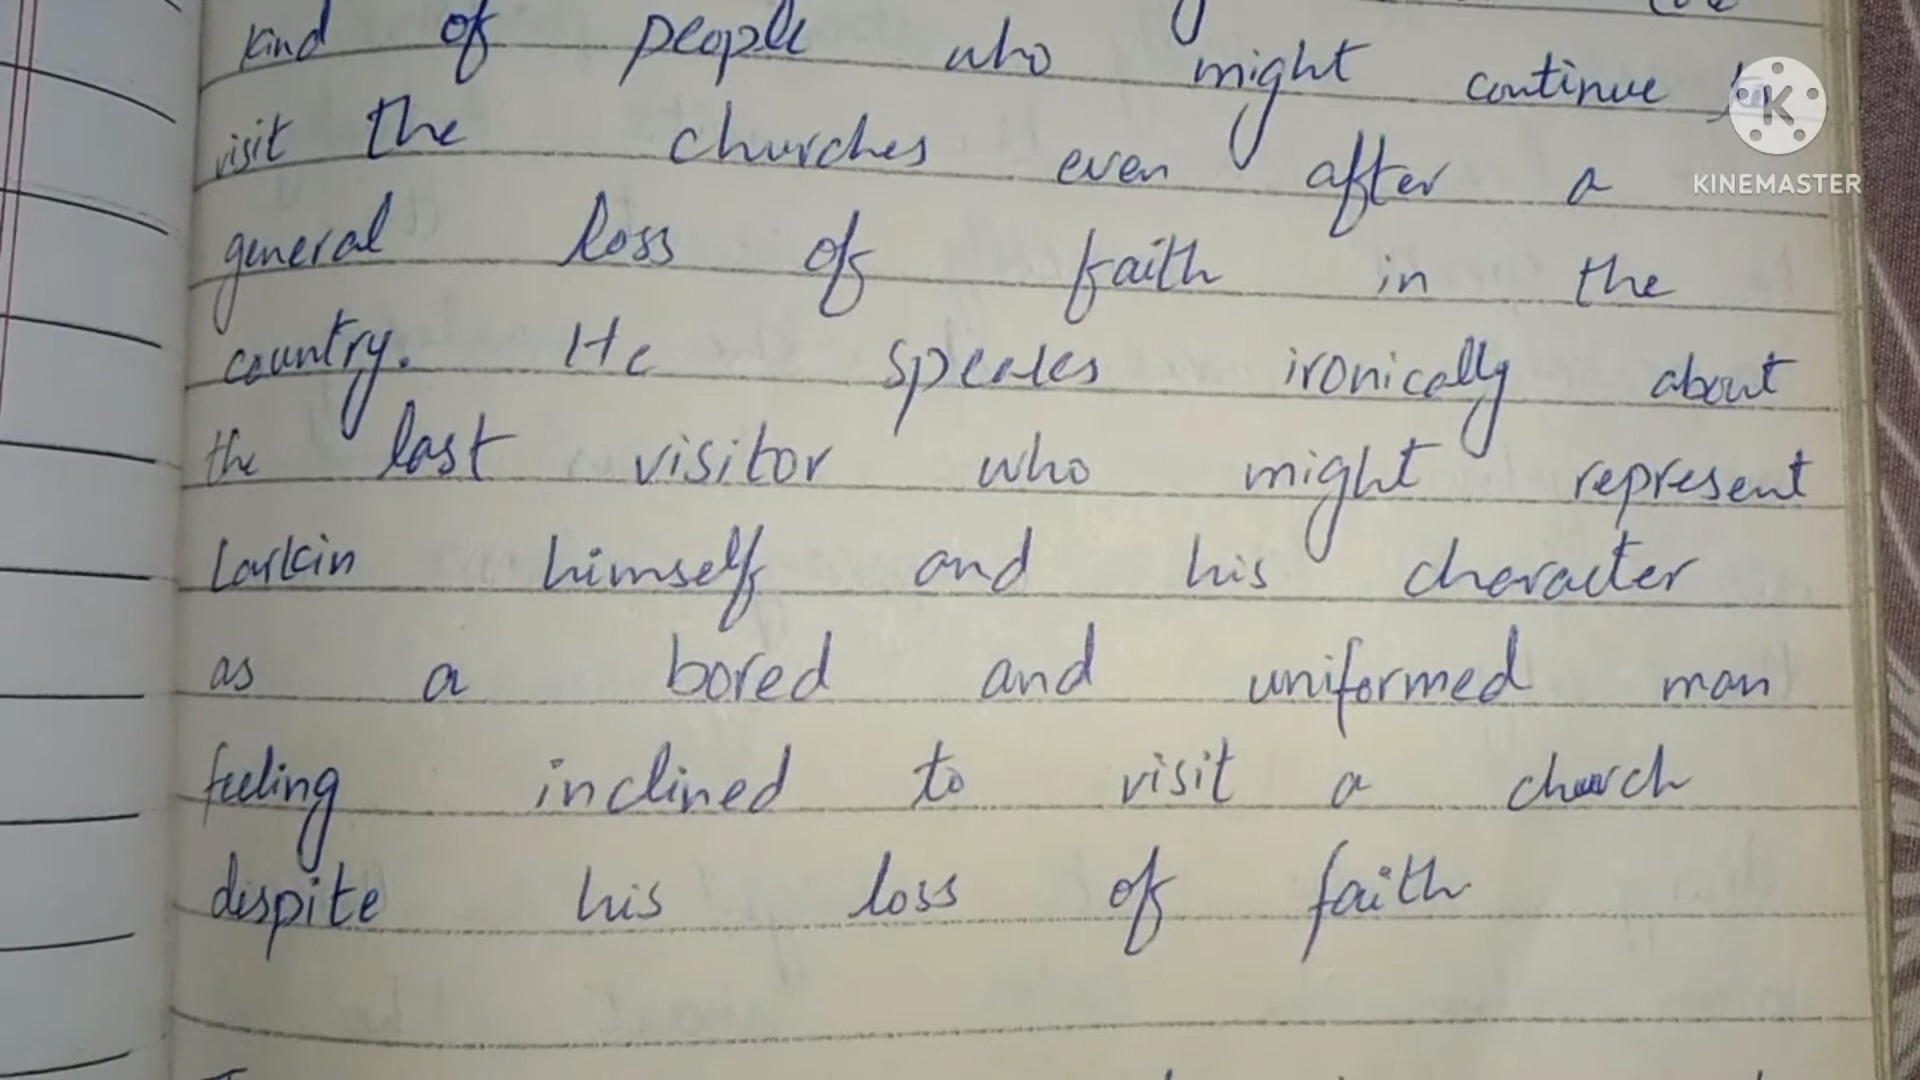 kind of people who might continue to
visit the churches even after a
general loss of faith in the
country. He speaks ironically about
the last visitor who might represent
Larkin himself and his character
as a bored and uniformed man
feeling inclined to visit a church
despite his loss of faith
KINEMASTER